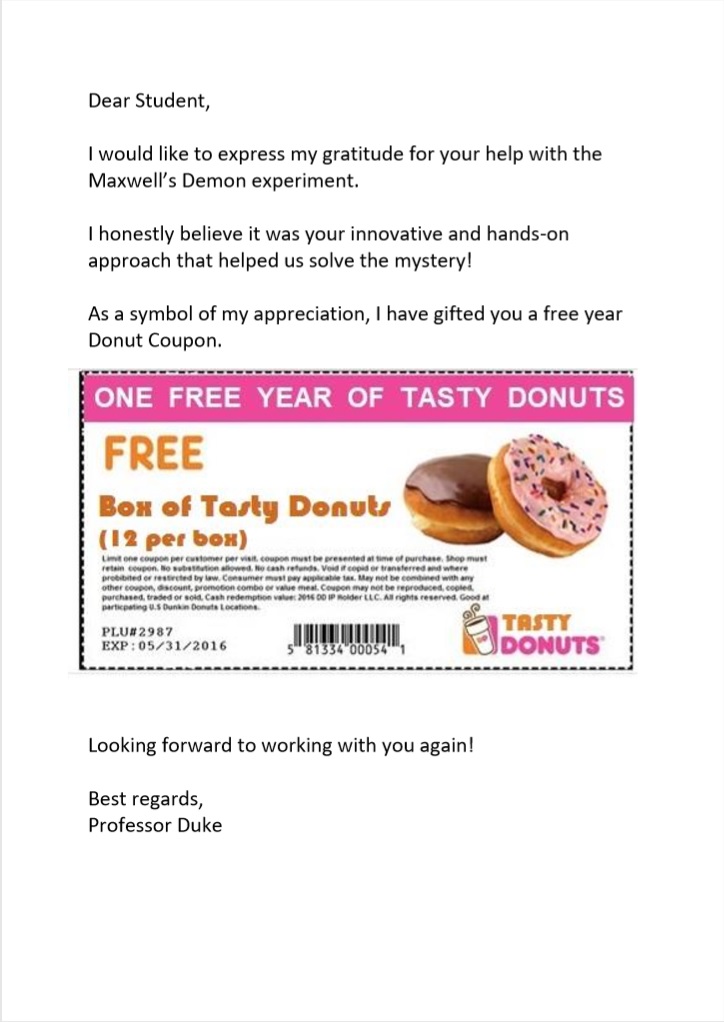 Dear Student,
I would like to express my gratitude for your help with the
Maxwell’s Demon experiment.
I honestly believe it was your innovative and hands-on
approach that helped us solve the mystery!
As a symbol of my appreciation, I have gifted you a free year
Donut Coupon.
ONE FREE YEAR OF TASTY DONUTS
FREE
Box of Tasty Donuts
(12 per box)
Limit one coupon per customer per visit, coupon must be presented at time of purchase. Shop must
retain coupon. No substitution allowed. No cash refunds. Void if copid or transferred and where
probibited or restircted by law. Consumer must pay applicable tax. May not be combined with any
other coupon, discount, promotion combo or value meal. Coupon may not be reproduced, copied,
purchased, traded or sold. Cash redemption value: 2016 DD IP Holder LLC. All rights reserved. Good at
particpating U.S Dunkin Donuts Locations.
PLU#2987
EXP:05/31/2016
5 81334 00054 1
TASTY
DONUTS
Looking forward to working with you again!
Best regards,
Professor Duke